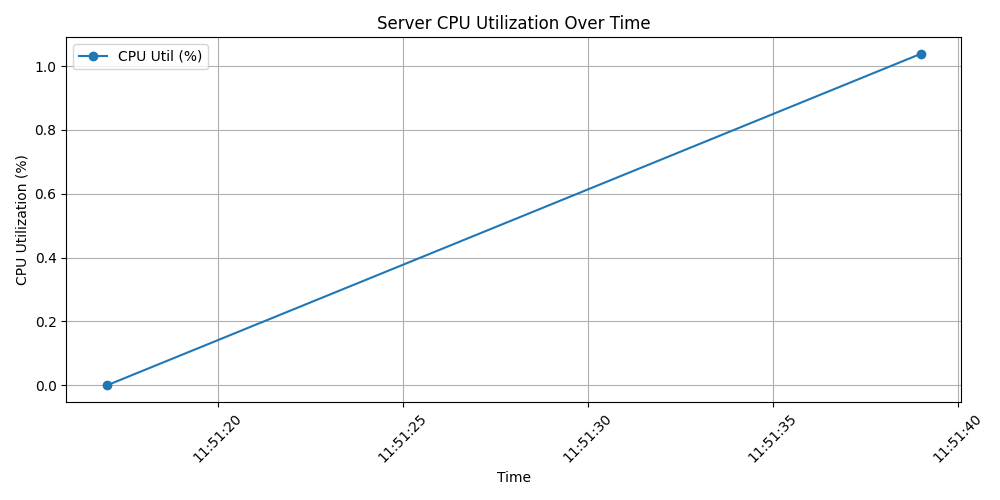 Server CPU Utilization Over Time
CPU Util (%)
CPU Utilization (%)
1.0
0.8
0.6
0.4
0.2
0.0
11:51:20
11:51:25
11:51:30
11:51:35
11:51:40
Time